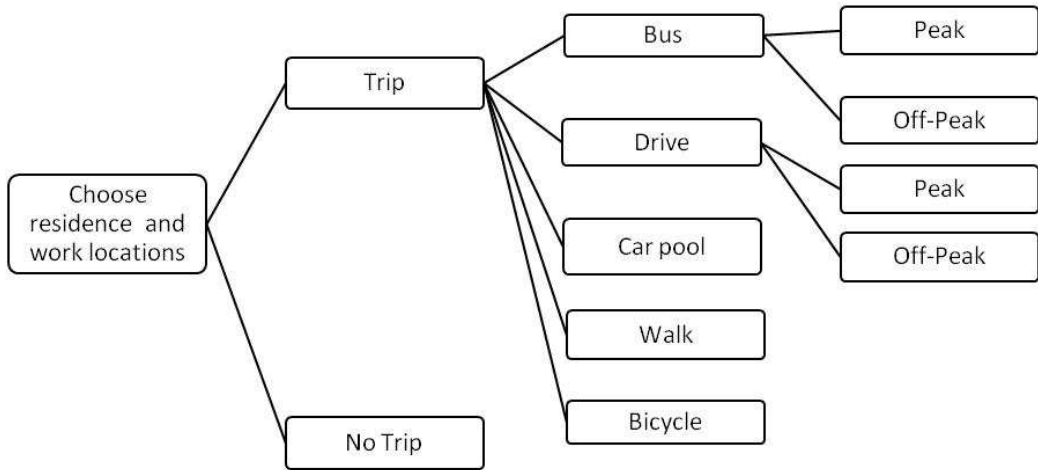 Choose
residence and
work locations
Trip
No Trip
Bus
Drive
Car pool
Walk
Bicycle
Peak
Off-Peak
Peak
Off-Peak